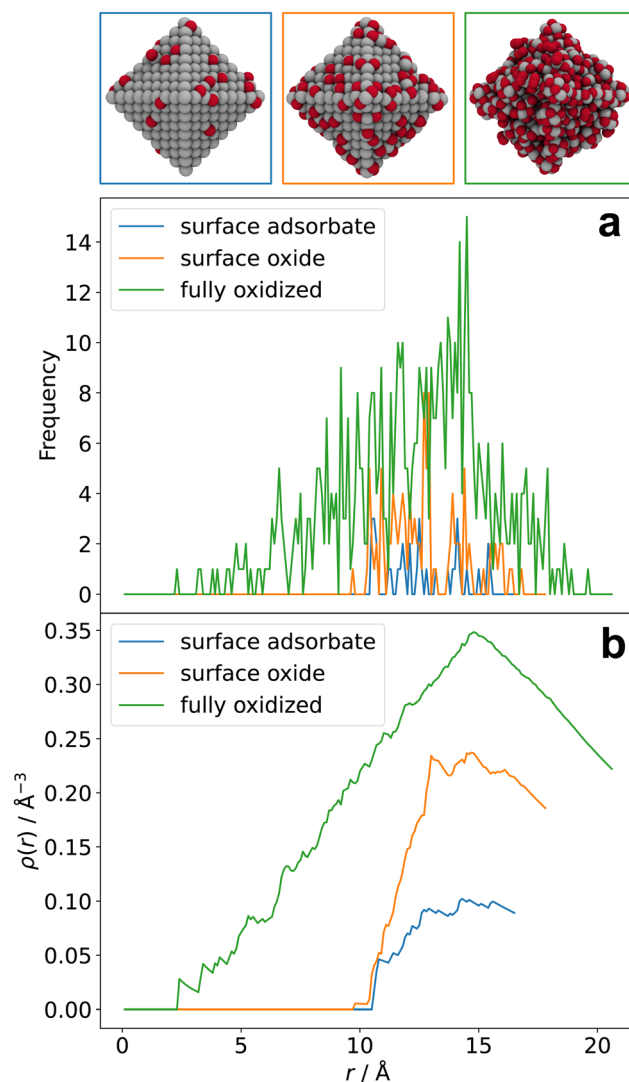 a
surface adsorbate
surface oxide
fully oxidized
Frequency
14
12
10
8
6
4
2
0
b
surface adsorbate
surface oxide
fully oxidized
ρ(r) / Å⁻³
0.35
0.30
0.25
0.20
0.15
0.10
0.05
0.00
0 5 10 15 20
r / Å